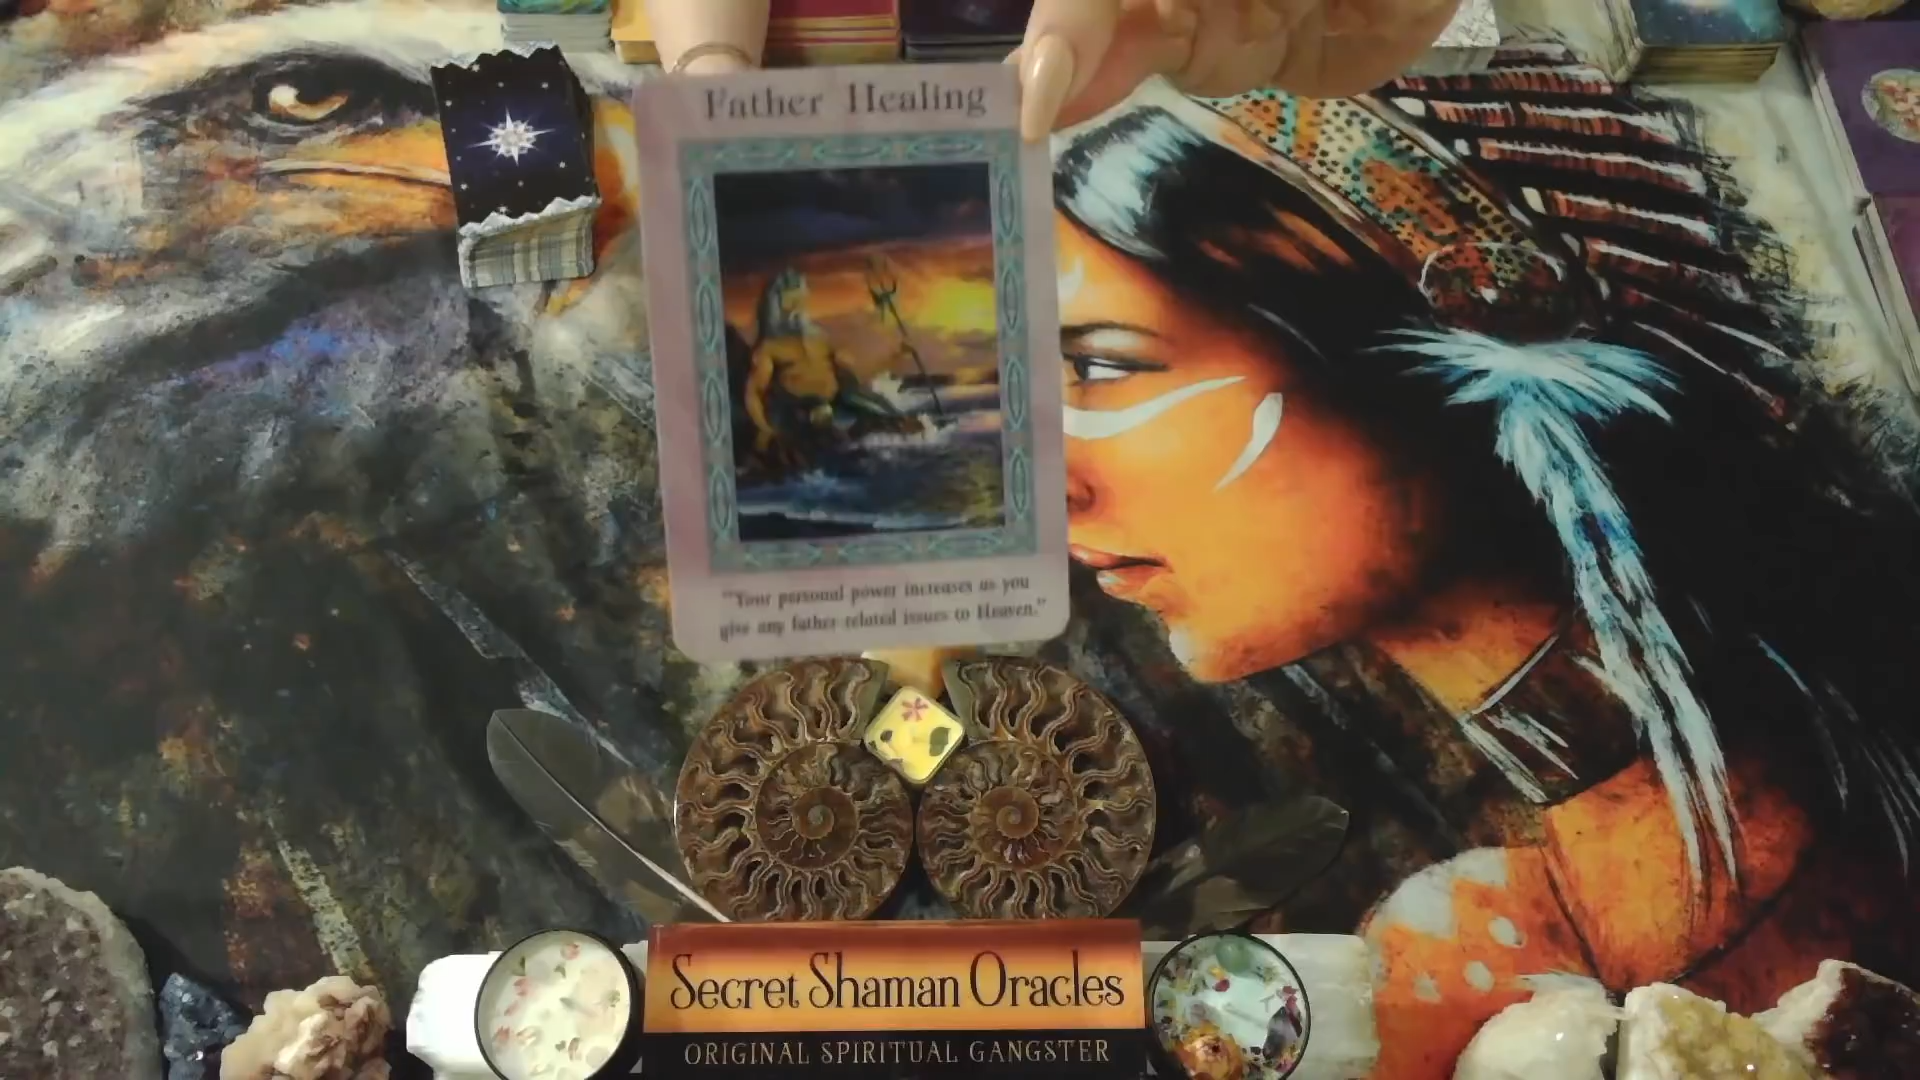 Father Healing
"Your personal power increases as you
give any father-related issues to Heaven."
Secret Shaman Oracles
ORIGINAL SPIRITUAL GANGSTER